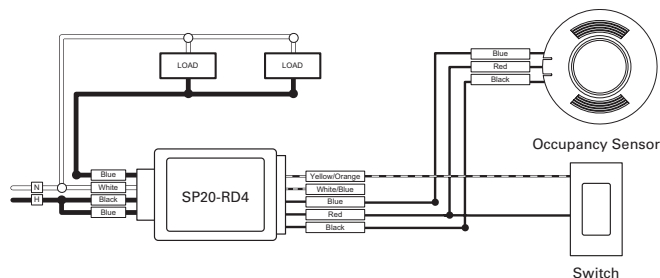 LOAD LOAD
Blue
Red
Black
Occupancy Sensor
Blue
N White
H Black
Blue
SP20-RD4
Yellow/Orange
White/Blue
Blue
Red
Black
Switch